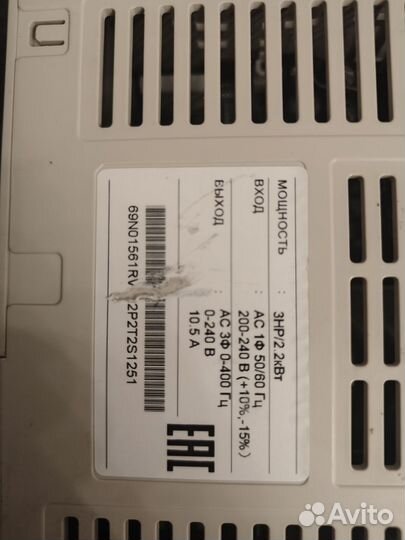 МОЩНОСТЬ : 3HP/2.2кВт
ВХОД : AC 1Ф 50/60 Гц
200-240 В (+10%,-15%)
ВЫХОД : AC 3Ф 0-400 Гц
0-240 В
10.5 А
69N01561RV 2P2T2S1251
EAC
Avito